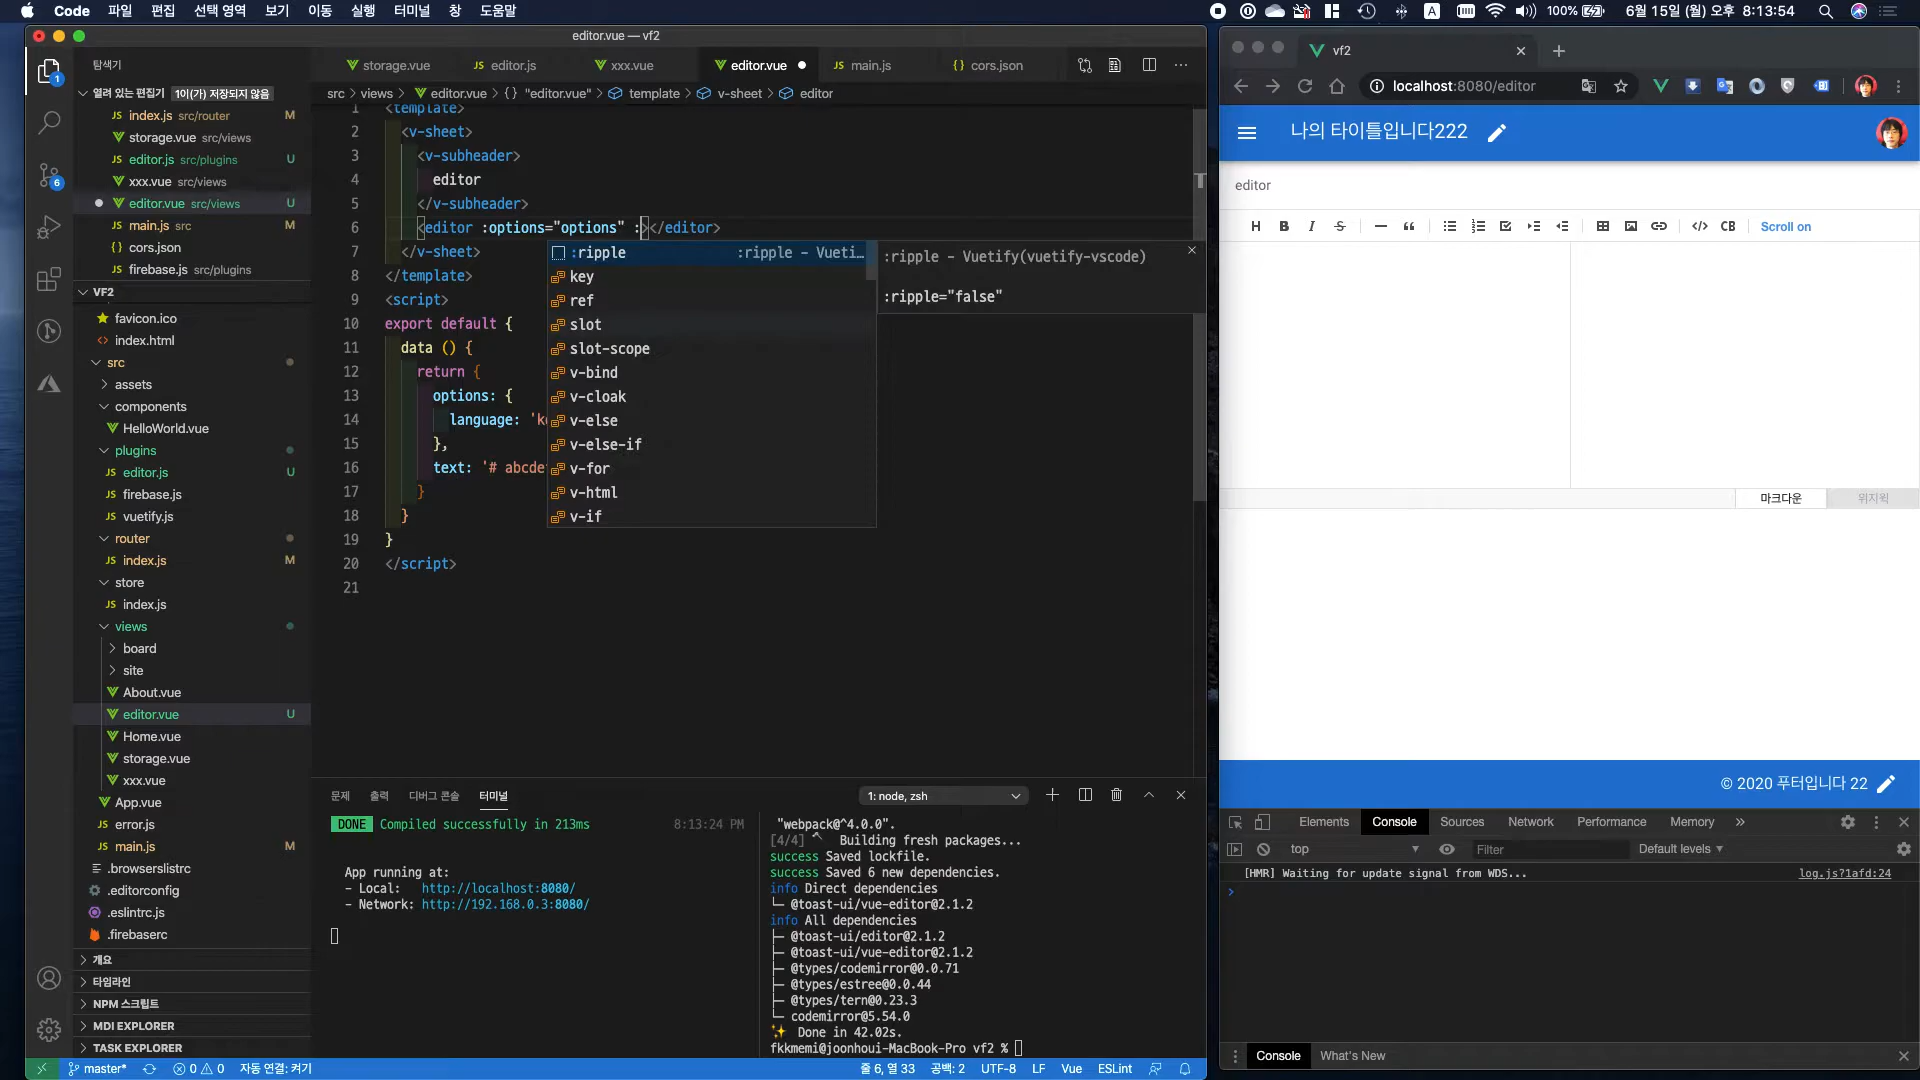 Code 파일 편집 선택 영역 보기 이동 실행 터미널 창 도움말
100% 6월 15일 (월) 오후 8:13:54
editor.vue — vf2
탐색기
storage.vue
editor.js
xxx.vue
editor.vue
main.js
cors.json
열려 있는 편집기 1이(가) 저장되지 않음
index.js src/router M
storage.vue src/views
editor.js src/plugins U
xxx.vue src/views
editor.vue src/views U
main.js src M
cors.json
firebase.js src/plugins
VF2
favicon.ico
index.html
src
assets
components
HelloWorld.vue
plugins
editor.js U
firebase.js
vuetify.js
router
index.js M
store
index.js
views
board
site
About.vue
editor.vue U
Home.vue
storage.vue
xxx.vue
App.vue
error.js
main.js M
.browserslistrc
.editorconfig
.eslintrc.js
.firebaserc
개요
타임라인
NPM 스크립트
MDI EXPLORER
TASK EXPLORER
src > views > editor.vue > {} "editor.vue" > template > v-sheet > editor
1 <template>
2 <v-sheet>
3 <v-subheader>
4 editor
5 </v-subheader>
6 <editor :options="options" :></editor>
7 </v-sheet>
8 </template>
9 <script>
10 export default {
11 data () {
12 return {
13 options: {
14 language: 'k
15 },
16 text: '# abcde
17 }
18 }
19 }
20 </script>
21
:ripple :ripple - Vueti…
key
ref
slot
slot-scope
v-bind
v-cloak
v-else
v-else-if
v-for
v-html
v-if
:ripple - Vuetify(vuetify-vscode)
:ripple="false"
문제 출력 디버그 콘솔 터미널
1: node, zsh
DONE Compiled successfully in 213ms 8:13:24 PM
App running at:
- Local: http://localhost:8080/
- Network: http://192.168.0.3:8080/
"webpack@^4.0.0".
[4/4] Building fresh packages...
success Saved lockfile.
success Saved 6 new dependencies.
info Direct dependencies
└─ @toast-ui/vue-editor@2.1.2
info All dependencies
├─ @toast-ui/editor@2.1.2
├─ @toast-ui/vue-editor@2.1.2
├─ @types/codemirror@0.0.71
├─ @types/estree@0.0.44
├─ @types/tern@0.23.3
└─ codemirror@5.54.0
✨ Done in 42.02s.
fkkmemi@joonhoui-MacBook-Pro vf2 %
master* 0 0 자동 연결: 켜기
줄 6, 열 33 공백: 2 UTF-8 LF Vue ESLint
vf2
localhost:8080/editor
나의 타이틀입니다222
editor
H B I S Scroll on
CB
마크다운 위지윅
© 2020 푸터입니다 22
Elements Console Sources Network Performance Memory »
top Filter Default levels
[HMR] Waiting for update signal from WDS... log.js?1afd:24
Console What's New